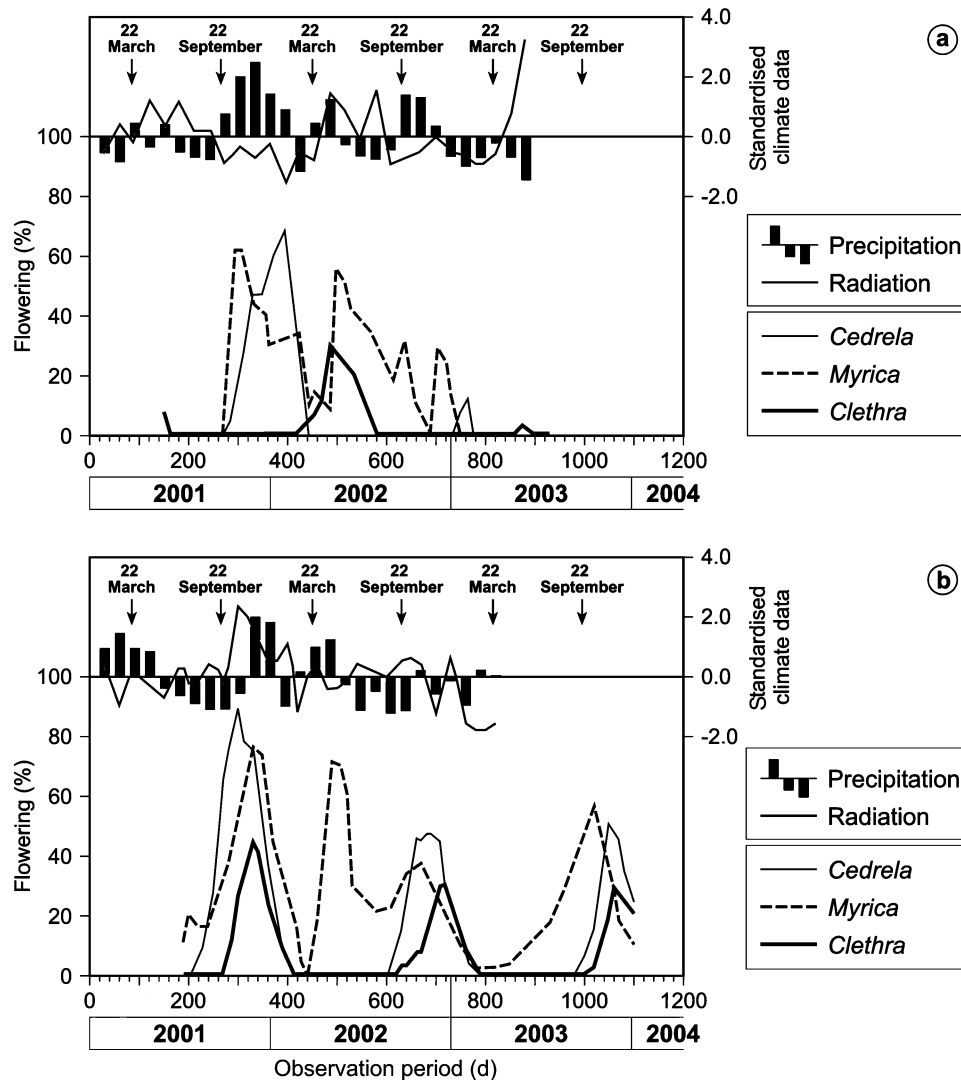 22 March 22 September 22 March 22 September 22 March 22 September
a
4.0
2.0
0.0
-2.0
Standardised climate data
100
80
60
40
20
0
Flowering (%)
Precipitation
Radiation
Cedrela
Myrica
Clethra
0 200 400 600 800 1000 1200
2001 2002 2003 2004
22 March 22 September 22 March 22 September 22 March 22 September
b
4.0
2.0
0.0
-2.0
Standardised climate data
100
80
60
40
20
0
Flowering (%)
Precipitation
Radiation
Cedrela
Myrica
Clethra
0 200 400 600 800 1000 1200
2001 2002 2003 2004
Observation period (d)